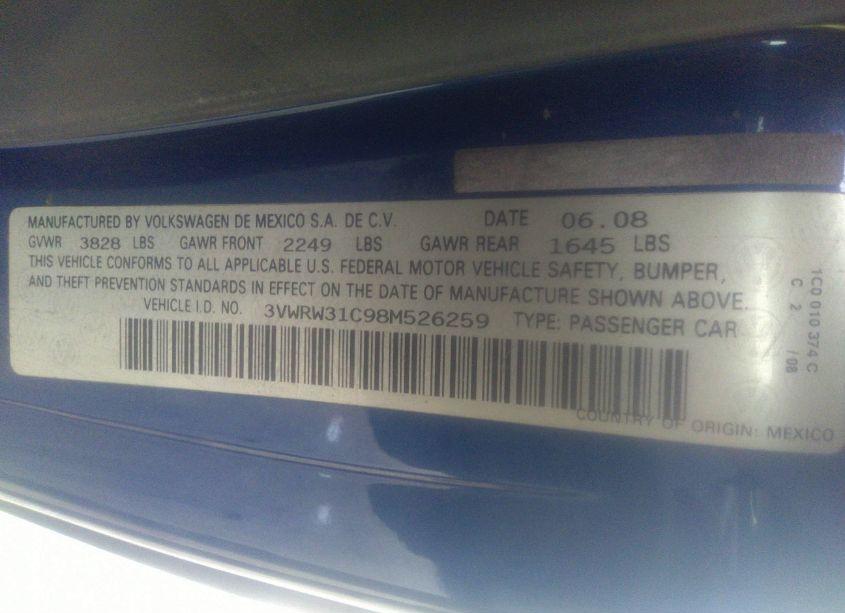 MANUFACTURED BY VOLKSWAGEN DE MEXICO S.A. DE C.V. DATE 06.08
GVWR 3828 LBS GAWR FRONT 2249 LBS GAWR REAR 1645 LBS
THIS VEHICLE CONFORMS TO ALL APPLICABLE U.S. FEDERAL MOTOR VEHICLE SAFETY, BUMPER,
AND THEFT PREVENTION STANDARDS IN EFFECT ON THE DATE OF MANUFACTURE SHOWN ABOVE.
VEHICLE I.D. NO. 3VWRW31C98M526259 TYPE: PASSENGER CAR
COUNTRY OF ORIGIN: MEXICO
1C0 010 374 C
C 2 /08